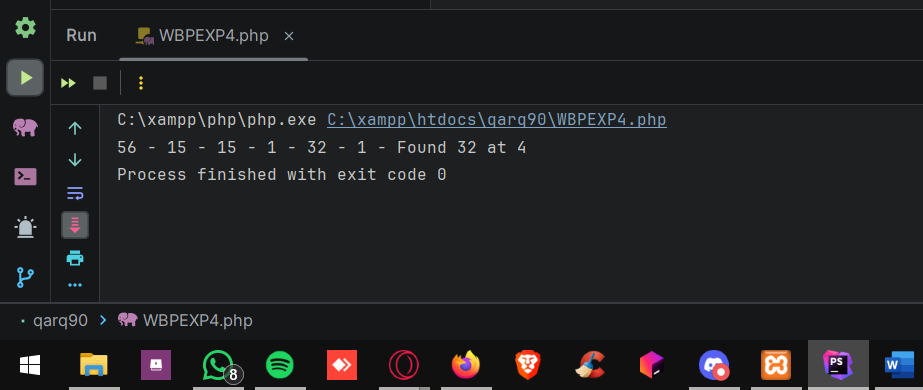 Run WBPEXP4.php
C:\xampp\php\php.exe C:\xampp\htdocs\qarq90\WBPEXP4.php
56 - 15 - 15 - 1 - 32 - 1 - Found 32 at 4
Process finished with exit code 0
qarq90 > WBPEXP4.php
8
PS
W